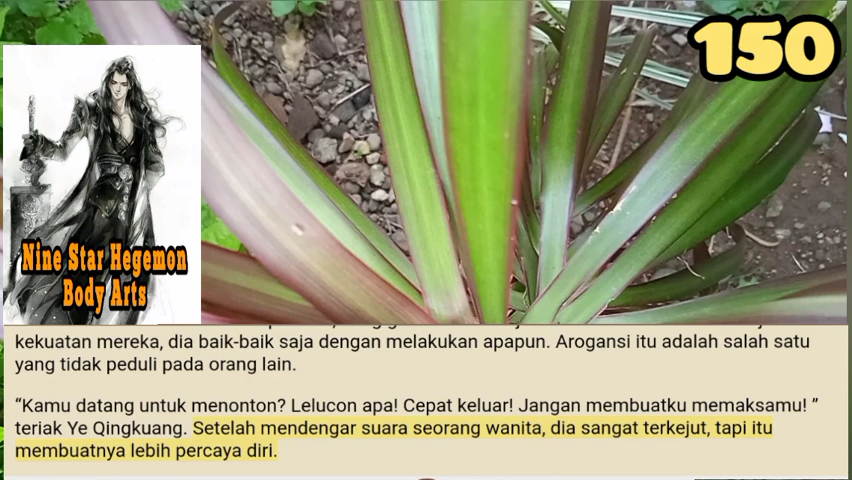 150
Nine Star Hegemon
Body Arts
kekuatan mereka, dia baik-baik saja dengan melakukan apapun. Arogansi itu adalah salah satu
yang tidak peduli pada orang lain.
“Kamu datang untuk menonton? Lelucon apa! Cepat keluar! Jangan membuatku memaksamu! ”
teriak Ye Qingkuang. Setelah mendengar suara seorang wanita, dia sangat terkejut, tapi itu
membuatnya lebih percaya diri.